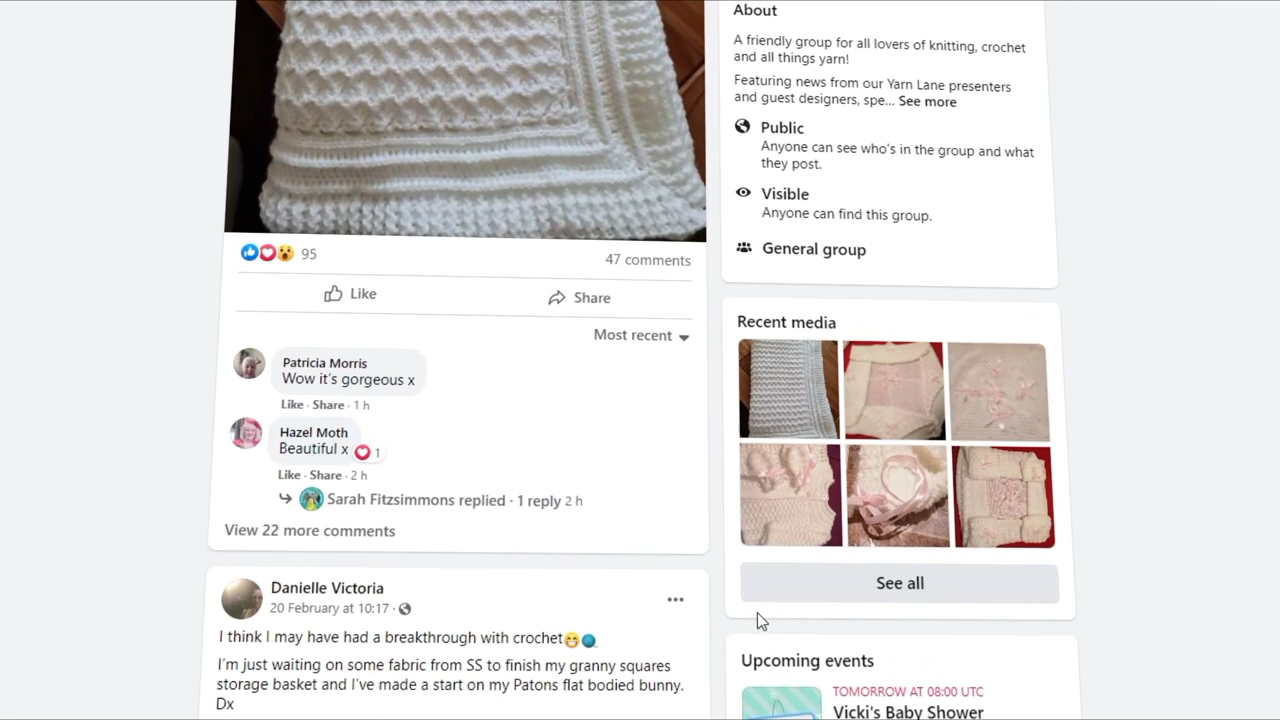 95
47 comments
Like
Share
Most recent
Patricia Morris
Wow it's gorgeous x
Like · Share · 1 h
Hazel Moth
Beautiful x
1
Like · Share · 2 h
Sarah Fitzsimmons replied · 1 reply 2 h
View 22 more comments
Danielle Victoria
20 February at 10:17 ·
I think I may have had a breakthrough with crochet
I'm just waiting on some fabric from SS to finish my granny squares
storage basket and I've made a start on my Patons flat bodied bunny.
Dx
About
A friendly group for all lovers of knitting, crochet
and all things yarn!
Featuring news from our Yarn Lane presenters
and guest designers, spe... See more
Public
Anyone can see who's in the group and what
they post.
Visible
Anyone can find this group.
General group
Recent media
See all
Upcoming events
TOMORROW AT 08:00 UTC
Vicki's Baby Shower